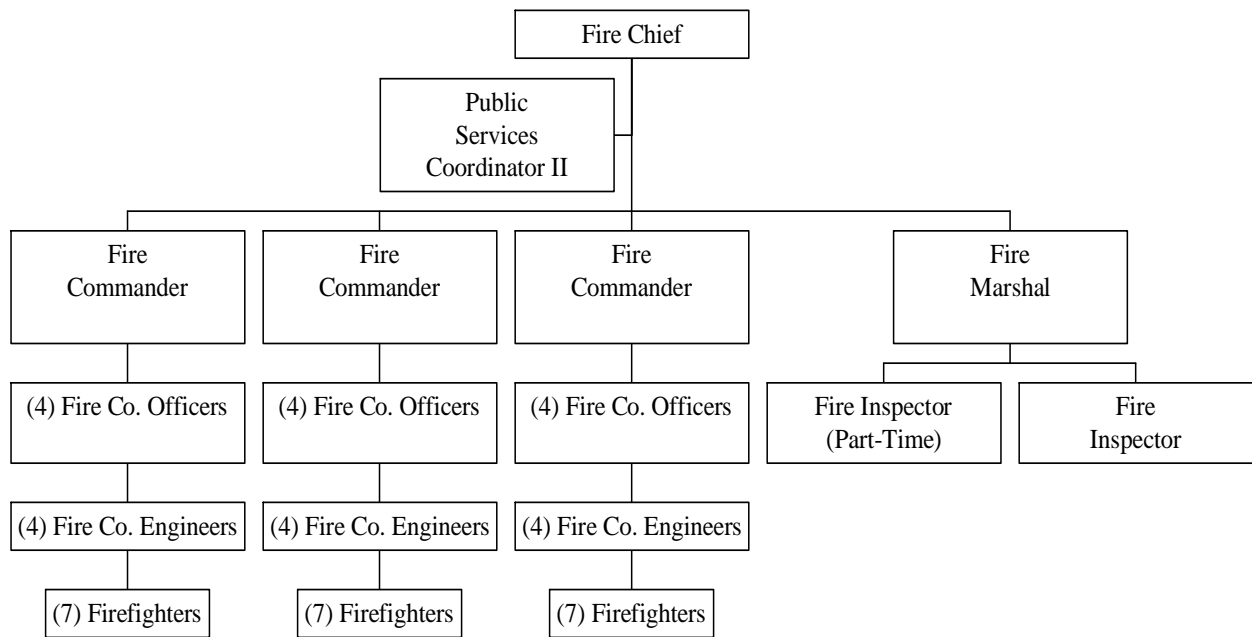 Fire Chief
Public
Services
Coordinator II
Fire
Commander
Fire
Commander
Fire
Commander
Fire
Marshal
(4) Fire Co. Officers
(4) Fire Co. Officers
(4) Fire Co. Officers
Fire Inspector
(Part-Time)
Fire
Inspector
(4) Fire Co. Engineers
(4) Fire Co. Engineers
(4) Fire Co. Engineers
(7) Firefighters
(7) Firefighters
(7) Firefighters